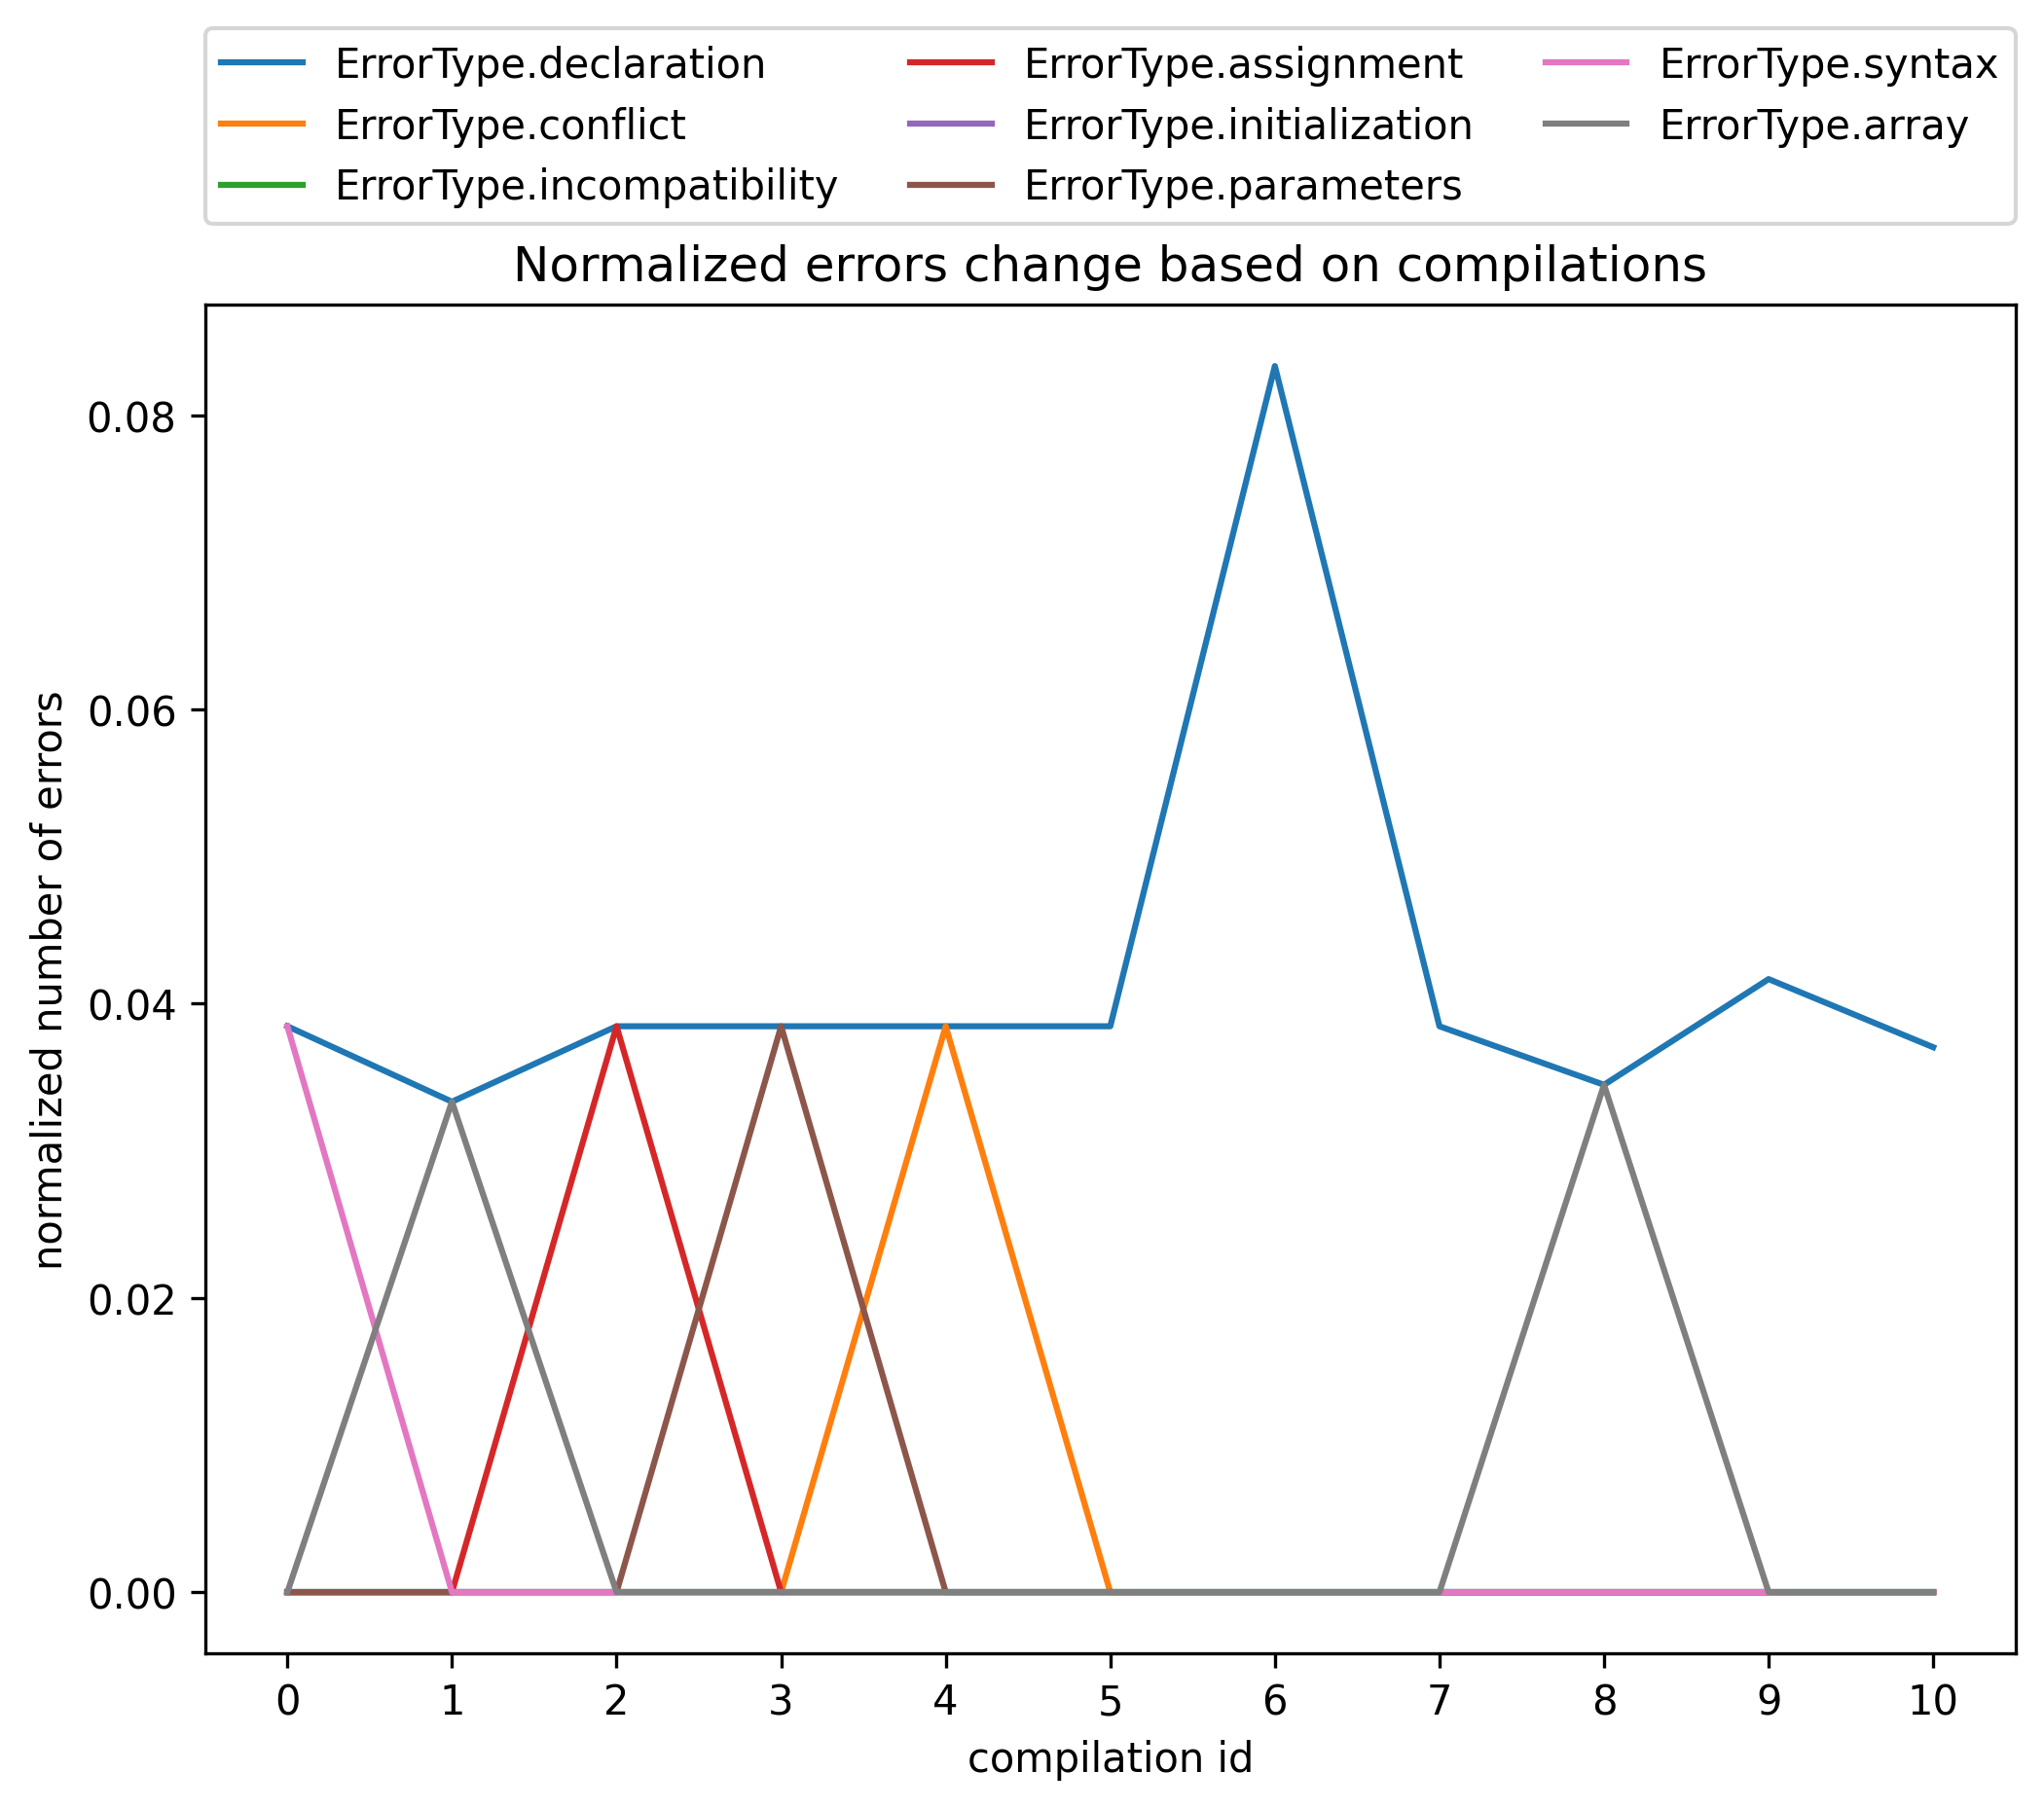 ErrorType.declaration
ErrorType.conflict
ErrorType.incompatibility
ErrorType.assignment
ErrorType.initialization
ErrorType.parameters
ErrorType.syntax
ErrorType.array
Normalized errors change based on compilations
normalized number of errors
0.08
0.06
0.04
0.02
0.00
0 1 2 3 4 5 6 7 8 9 10
compilation id